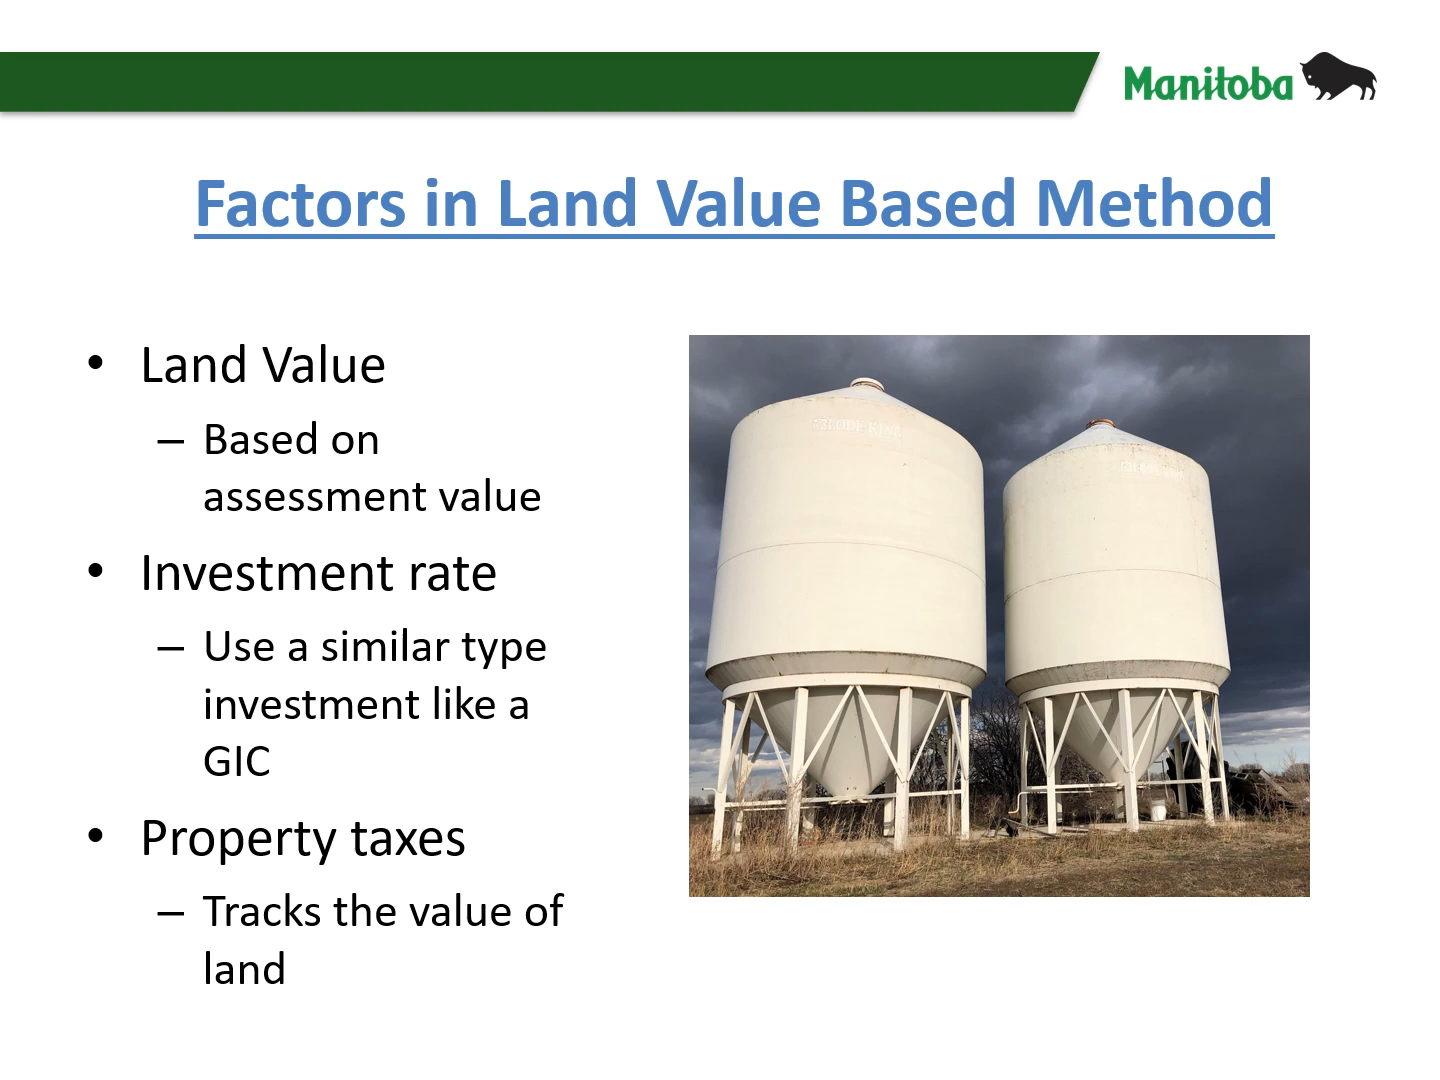 Manitoba
Factors in Land Value Based Method
• Land Value
– Based on
assessment value
• Investment rate
– Use a similar type
investment like a
GIC
• Property taxes
– Tracks the value of
land